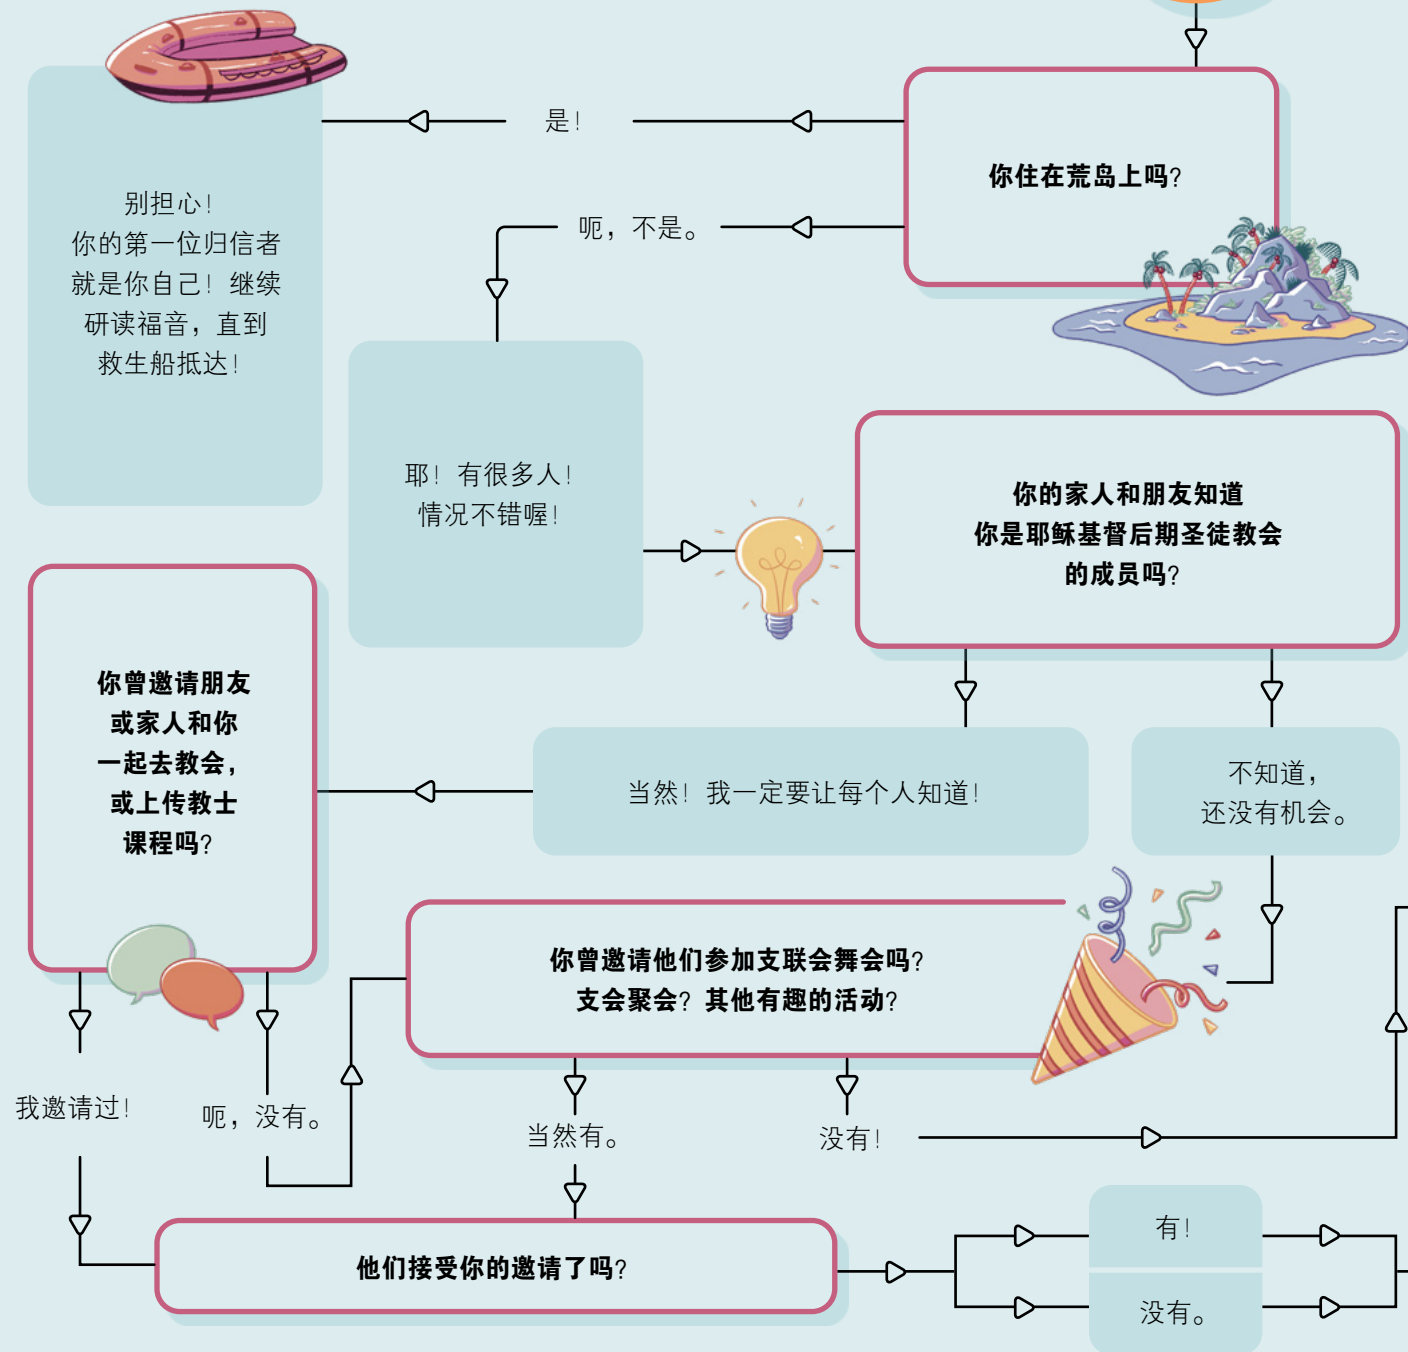 你住在荒岛上吗？
是！
呃，不是。
别担心！
你的第一位归信者
就是你自己！继续
研读福音，直到
救生船抵达！
耶！有很多人！
情况不错喔！
你的家人和朋友知道
你是耶稣基督后期圣徒教会
的成员吗？
当然！我一定要让每个人知道！
不知道，
还没有机会。
你曾邀请朋友
或家人和你
一起去教会，
或上传教士
课程吗？
我邀请过！
呃，没有。
你曾邀请他们参加支联会舞会吗？
支会聚会？其他有趣的活动？
当然有。
没有！
他们接受你的邀请了吗？
有！
没有。